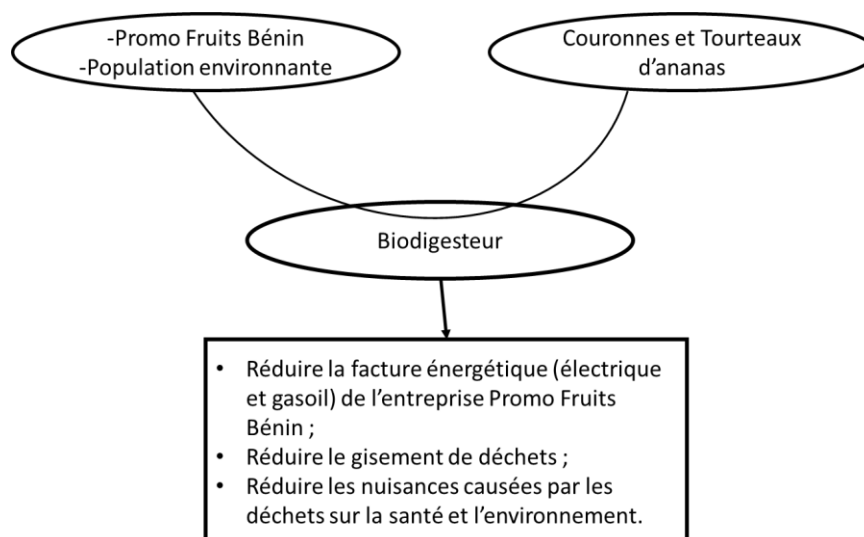 -Promo Fruits Bénin
-Population environnante
Couronnes et Tourteaux
d'ananas
Biodigesteur
• Réduire la facture énergétique (électrique
et gasoil) de l'entreprise Promo Fruits
Bénin ;
• Réduire le gisement de déchets ;
• Réduire les nuisances causées par les
déchets sur la santé et l'environnement.